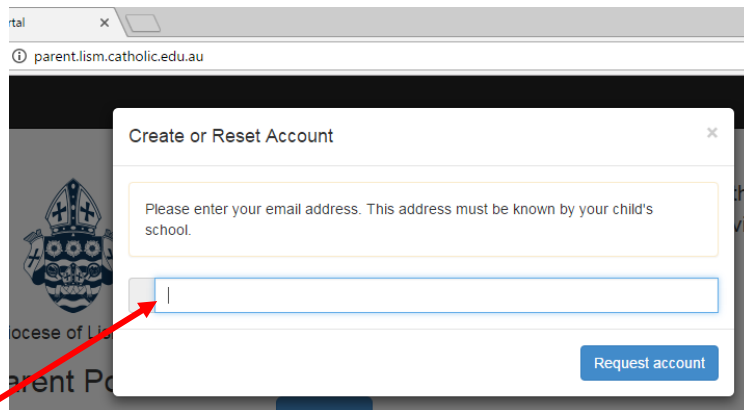 rtal ×
parent.lism.catholic.edu.au
Create or Reset Account ×
Please enter your email address. This address must be known by your child's
school.
iocese of Lis
arent Po
Request account